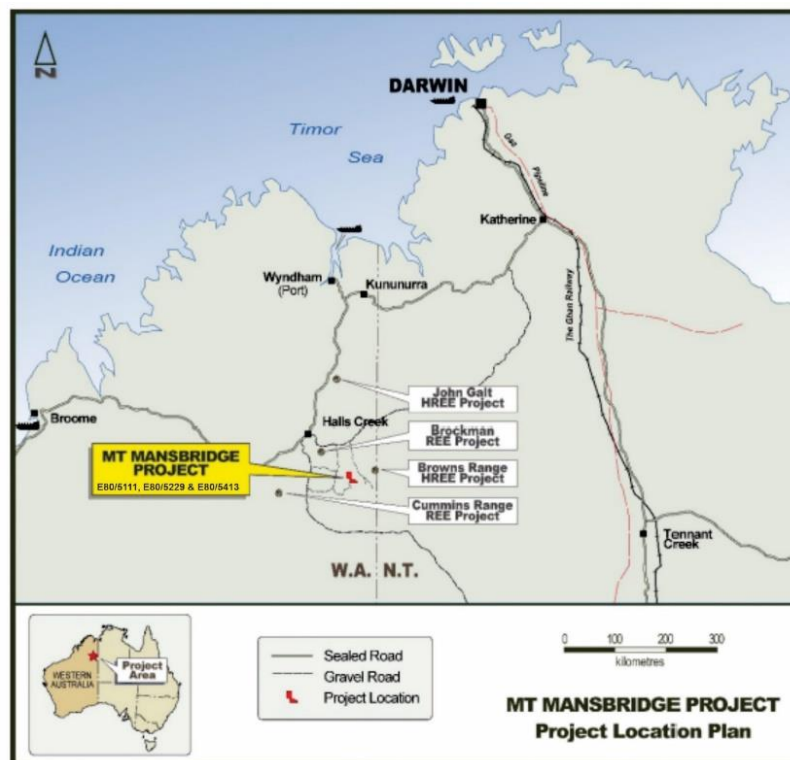 N
DARWIN
Timor
Sea
Gas
Pipeline
Katherine
Indian
Ocean
Wyndham
(Port)
Kununurra
The Ghan Railway
John Galt
HREE Project
Broome
Halls Creek
Brockman
REE Project
MT MANSBRIDGE
PROJECT
E80/5111, E80/5229 & E80/5413
Browns Range
HREE Project
Cummins Range
REE Project
Tennant
Creek
W.A. N.T.
WESTERN
AUSTRALIA
Project
Area
Sealed Road
Gravel Road
Project Location
0 100 200 300
kilometres
MT MANSBRIDGE PROJECT
Project Location Plan